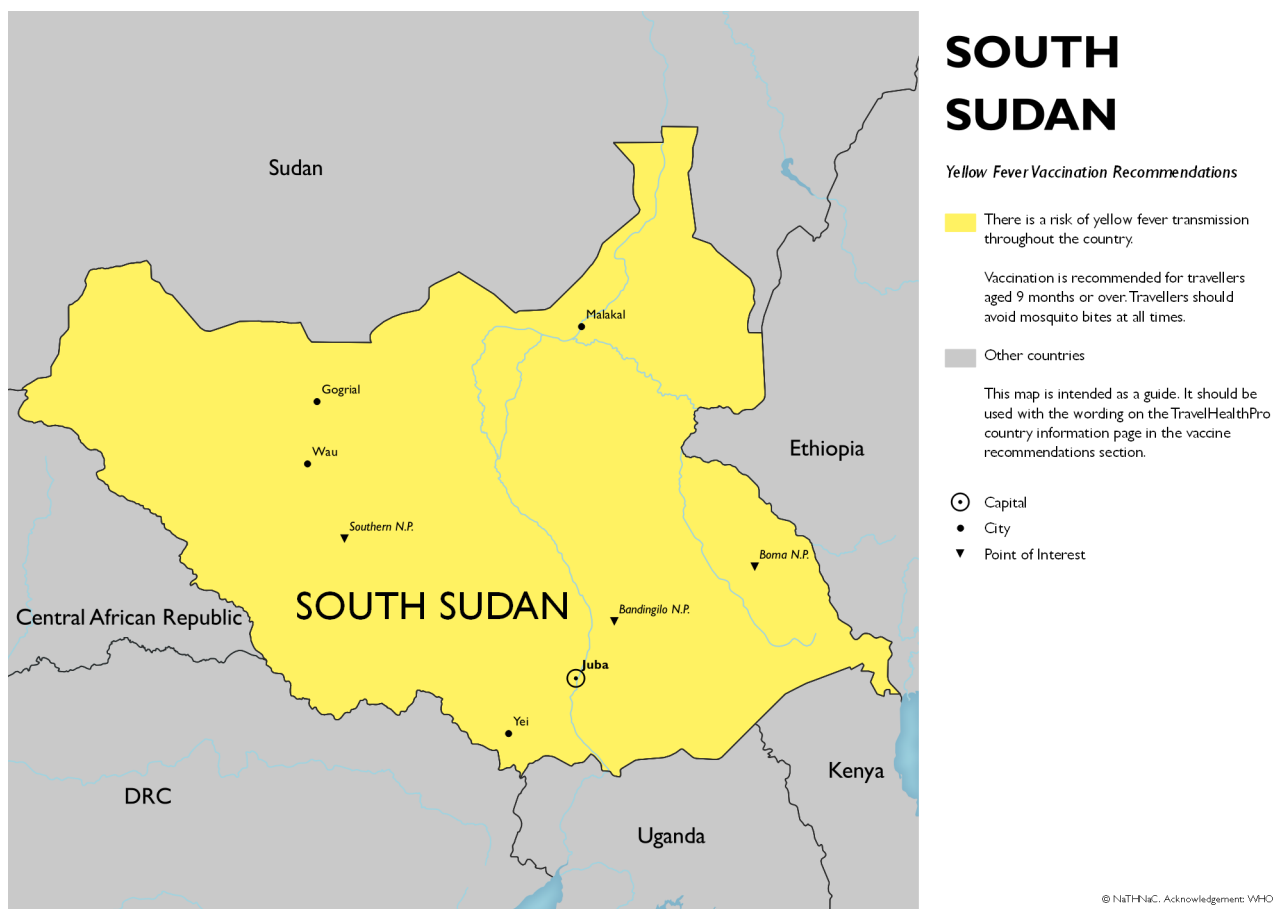 SOUTH
SUDAN
Yellow Fever Vaccination Recommendations
There is a risk of yellow fever transmission
throughout the country.
Vaccination is recommended for travellers
aged 9 months or over. Travellers should
avoid mosquito bites at all times.
Other countries
This map is intended as a guide. It should be
used with the wording on the TravelHealthPro
country information page in the vaccine
recommendations section.
Capital
City
Point of Interest
Sudan
Malakal
Gogrial
Ethiopia
Wau
Southern N.P.
Boma N.P.
SOUTH SUDAN
Bandingilo N.P.
Central African Republic
Juba
Yei
Kenya
DRC
Uganda
© NaTHNaC. Acknowledgement: WHO